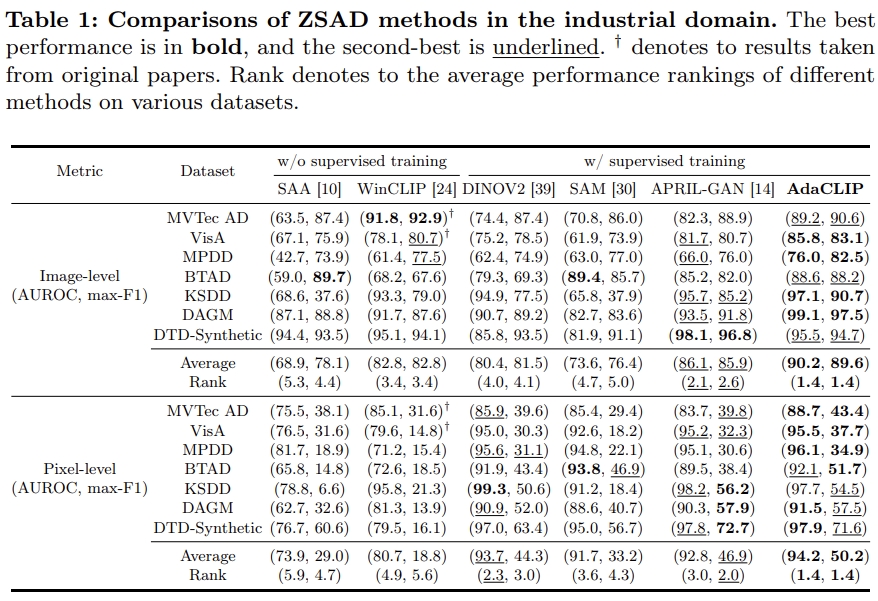 Table 1: Comparisons of ZSAD methods in the industrial domain. The best
performance is in bold, and the second-best is underlined. † denotes to results taken
from original papers. Rank denotes to the average performance rankings of different
methods on various datasets.
Metric Dataset w/o supervised training w/ supervised training
SAA [10] WinCLIP [24] DINOV2 [39] SAM [30] APRIL-GAN [14] AdaCLIP
Image-level (AUROC, max-F1)
MVTec AD (63.5, 87.4) (91.8, 92.9)† (74.4, 87.4) (70.8, 86.0) (82.3, 88.9) (89.2, 90.6)
VisA (67.1, 75.9) (78.1, 80.7)† (75.2, 78.5) (61.9, 73.9) (81.7, 80.7) (85.8, 83.1)
MPDD (42.7, 73.9) (61.4, 77.5) (62.4, 74.9) (63.0, 77.0) (66.0, 76.0) (76.0, 82.5)
BTAD (59.0, 89.7) (68.2, 67.6) (79.3, 69.3) (89.4, 85.7) (85.2, 82.0) (88.6, 88.2)
KSDD (68.6, 37.6) (93.3, 79.0) (94.9, 77.5) (65.8, 37.9) (95.7, 85.2) (97.1, 90.7)
DAGM (87.1, 88.8) (91.7, 87.6) (90.7, 89.2) (82.7, 83.6) (93.5, 91.8) (99.1, 97.5)
DTD-Synthetic (94.4, 93.5) (95.1, 94.1) (85.8, 93.5) (81.9, 91.1) (98.1, 96.8) (95.5, 94.7)
Average (68.9, 78.1) (82.8, 82.8) (80.4, 81.5) (73.6, 76.4) (86.1, 85.9) (90.2, 89.6)
Rank (5.3, 4.4) (3.4, 3.4) (4.0, 4.1) (4.7, 5.0) (2.1, 2.6) (1.4, 1.4)
Pixel-level (AUROC, max-F1)
MVTec AD (75.5, 38.1) (85.1, 31.6)† (85.9, 39.6) (85.4, 29.4) (83.7, 39.8) (88.7, 43.4)
VisA (76.5, 31.6) (79.6, 14.8)† (95.0, 30.3) (92.6, 18.2) (95.2, 32.3) (95.5, 37.7)
MPDD (81.7, 18.9) (71.2, 15.4) (95.6, 31.1) (94.8, 22.1) (95.1, 30.6) (96.1, 34.9)
BTAD (65.8, 14.8) (72.6, 18.5) (91.9, 43.4) (93.8, 46.9) (89.5, 38.4) (92.1, 51.7)
KSDD (78.8, 6.6) (95.8, 21.3) (99.3, 50.6) (91.2, 18.4) (98.2, 56.2) (97.7, 54.5)
DAGM (62.7, 32.6) (81.3, 13.9) (90.9, 52.0) (88.6, 40.7) (90.3, 57.9) (91.5, 57.5)
DTD-Synthetic (76.7, 60.6) (79.5, 16.1) (97.0, 63.4) (95.0, 56.7) (97.8, 72.7) (97.9, 71.6)
Average (73.9, 29.0) (80.7, 18.8) (93.7, 44.3) (91.7, 33.2) (92.8, 46.9) (94.2, 50.2)
Rank (5.9, 4.7) (4.9, 5.6) (2.3, 3.0) (3.6, 4.3) (3.0, 2.0) (1.4, 1.4)